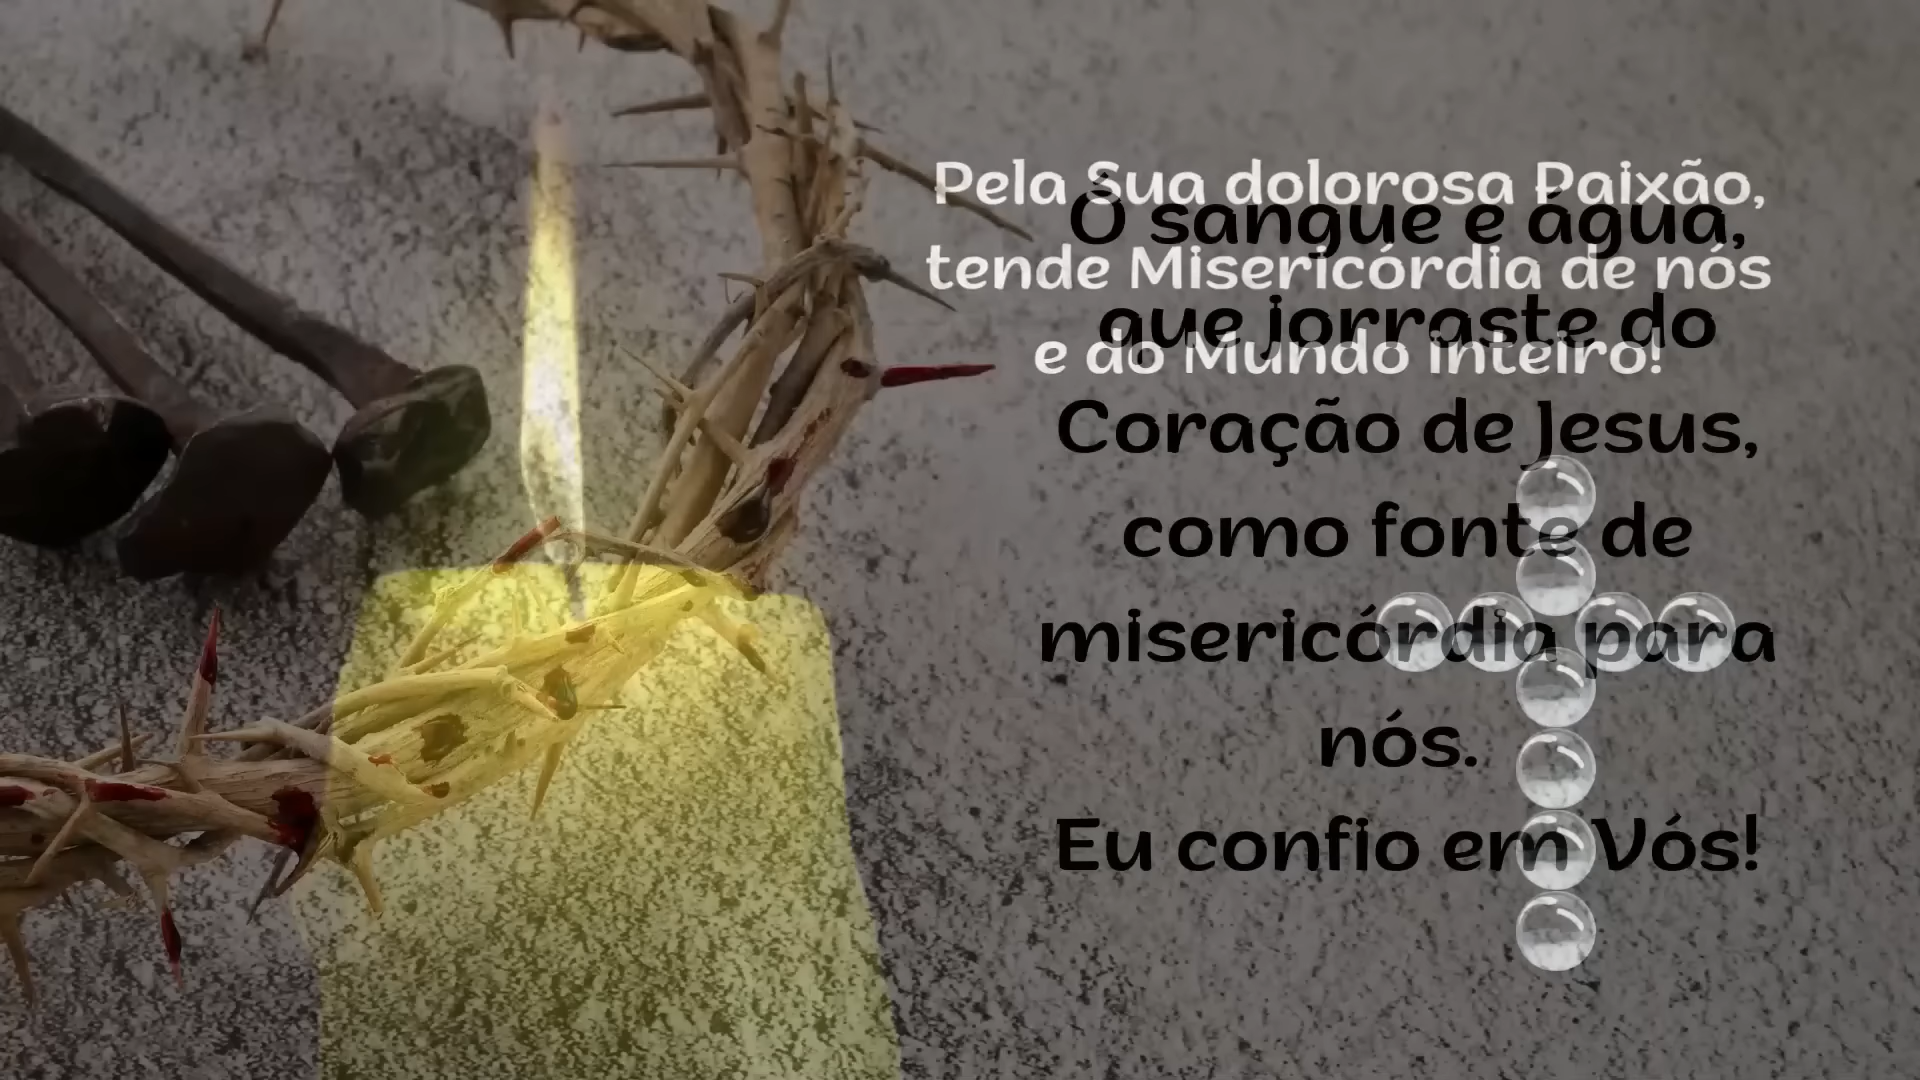 Pela Sua dolorosa Paixão,
tende Misericórdia de nós
e do Mundo inteiro!
Ó sangue e água,
que jorraste do
Coração de Jesus,
como fonte de
misericórdia para
nós.
Eu confio em Vós!